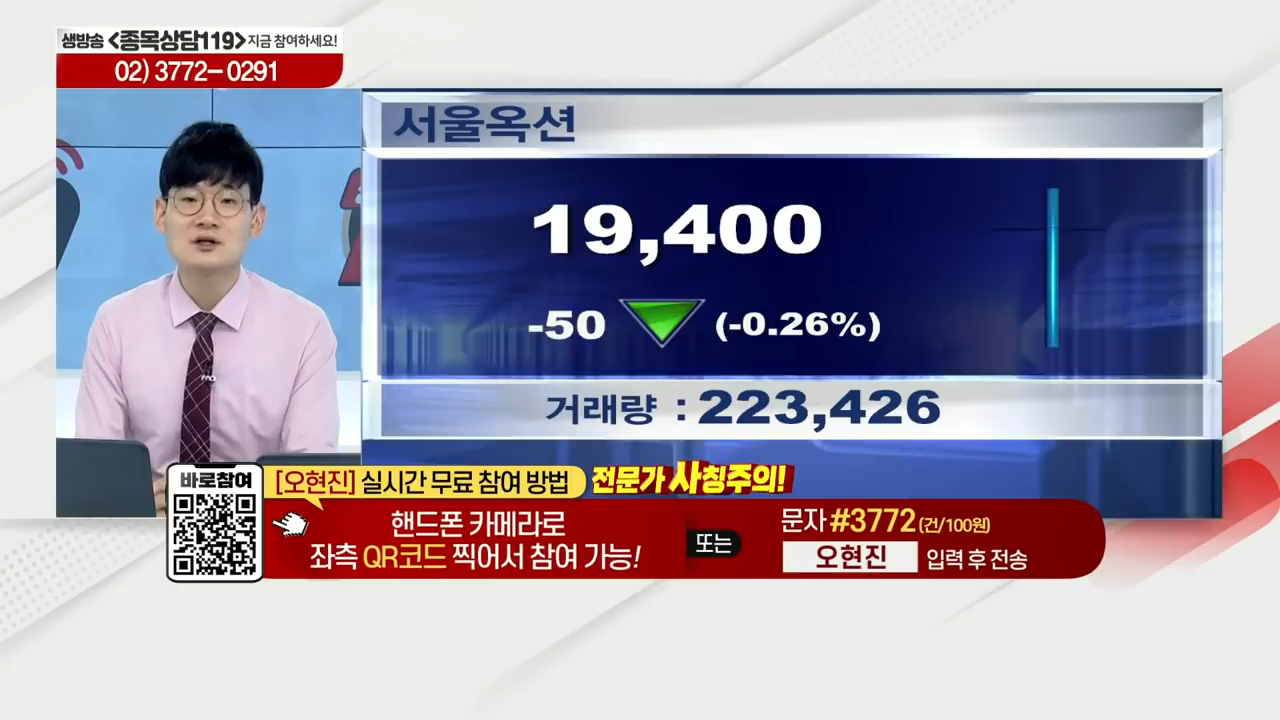 생방송 <종목상담119> 지금 참여하세요!
02) 3772-0291
서울옥션
19,400
-50 (-0.26%)
거래량 : 223,426
바로참여
[오현진] 실시간 무료 참여 방법 전문가 사칭주의!
핸드폰 카메라로
좌측 QR코드 찍어서 참여 가능!
또는
문자 #3772 (건/100원)
오현진 입력 후 전송